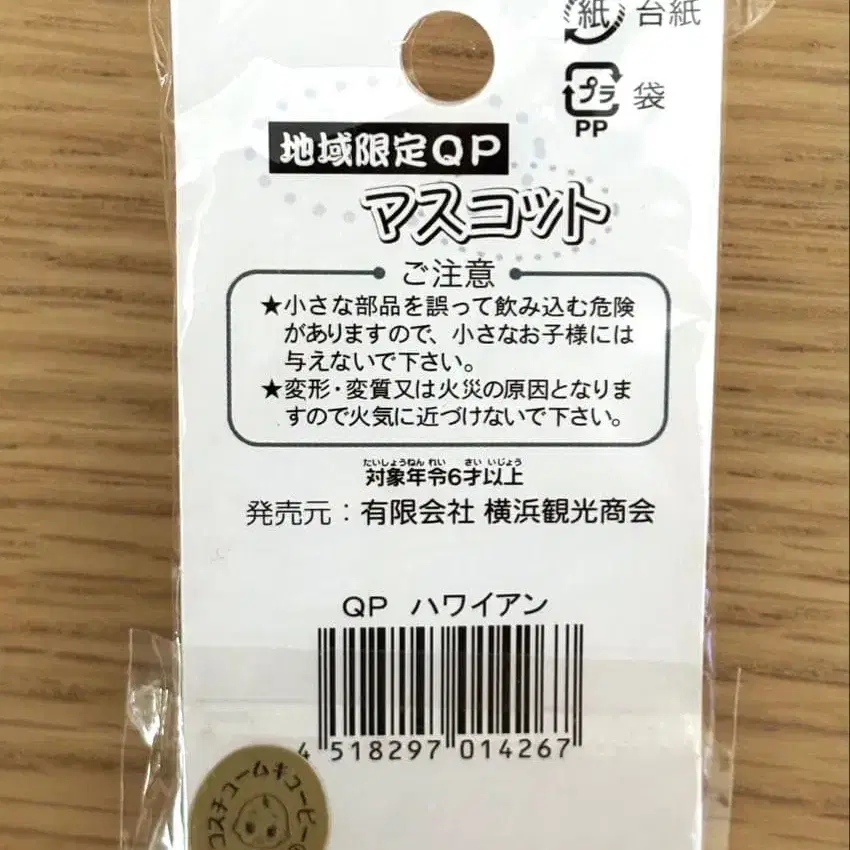 紙 台紙
プラ 袋
PP
地域限定QP
マスコット
ご注意
★小さな部品を誤って飲み込む危険
がありますので、小さなお子様には
与えないで下さい。
★変形・変質又は火災の原因となりま
すので火気に近づけないで下さい。
たいしょうねんれい さい いじょう
対象年令6才以上
発売元：有限会社 横浜観光商会
QP ハワイアン
4 518297 014267
コスチュームキューピー